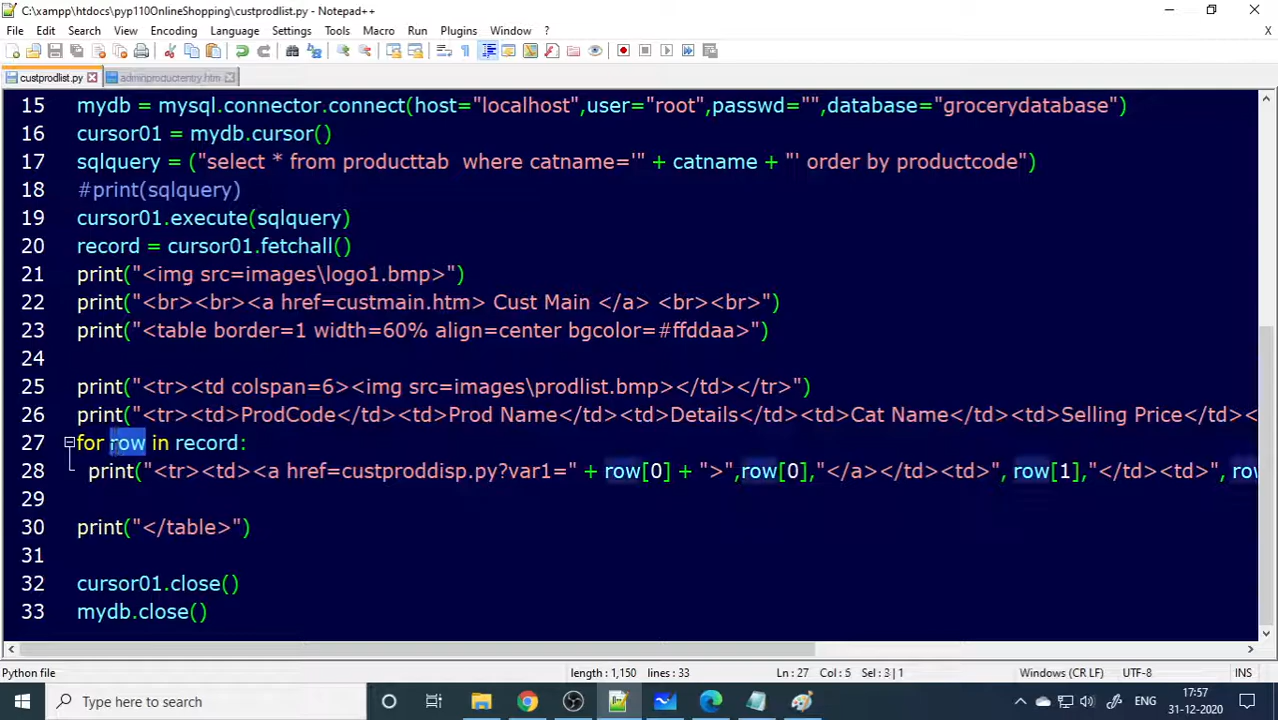 C:\xampp\htdocs\pyp110OnlineShopping\custprodlist.py - Notepad++
File Edit Search View Encoding Language Settings Tools Macro Run Plugins Window ? X
custprodlist.py adminproductentry.htm
15 mydb = mysql.connector.connect(host="localhost",user="root",passwd="",database="grocerydatabase")
16 cursor01 = mydb.cursor()
17 sqlquery = ("select * from producttab  where catname='" + catname + "' order by productcode")
18 #print(sqlquery)
19 cursor01.execute(sqlquery)
20 record = cursor01.fetchall()
21 print("<img src=images\logo1.bmp>")
22 print("<br><br><a href=custmain.htm> Cust Main </a> <br><br>")
23 print("<table border=1 width=60% align=center bgcolor=#ffddaa>")
24
25 print("<tr><td colspan=6><img src=images\prodlist.bmp></td></tr>")
26 print("<tr><td>ProdCode</td><td>Prod Name</td><td>Details</td><td>Cat Name</td><td>Selling Price</td><
27 for row in record:
28 print("<tr><td><a href=custproddisp.py?var1=" + row[0] + ">",row[0],"</a></td><td>", row[1],"</td><td>", ro
29
30 print("</table>")
31
32 cursor01.close()
33 mydb.close()
Python file length : 1,150 lines : 33 Ln : 27 Col : 5 Sel : 3 | 1 Windows (CR LF) UTF-8 INS
Type here to search ENG 17:57
31-12-2020